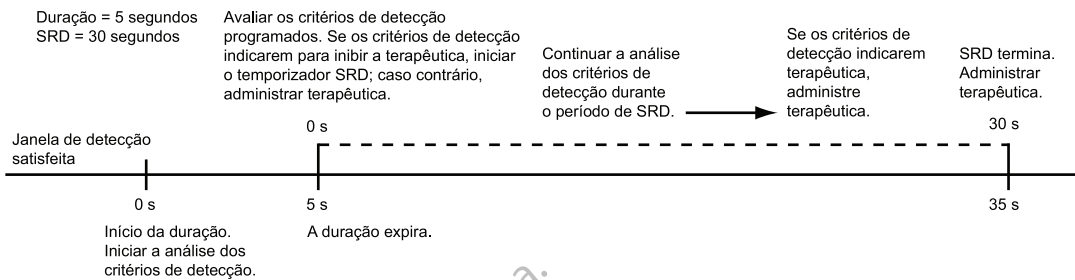 Duração = 5 segundos
SRD = 30 segundos
Avaliar os critérios de detecção
programados. Se os critérios de detecção
indicarem para inibir a terapêutica, iniciar
o temporizador SRD; caso contrário,
administrar terapêutica.
Continuar a análise
dos critérios de
detecção durante
o período de SRD.
Se os critérios de
detecção indicarem
terapêutica,
administre
terapêutica.
SRD termina.
Administrar
terapêutica.
0 s
30 s
Janela de detecção
satisfeita
0 s
5 s
35 s
Início da duração.
Iniciar a análise dos
critérios de detecção.
A duração expira.